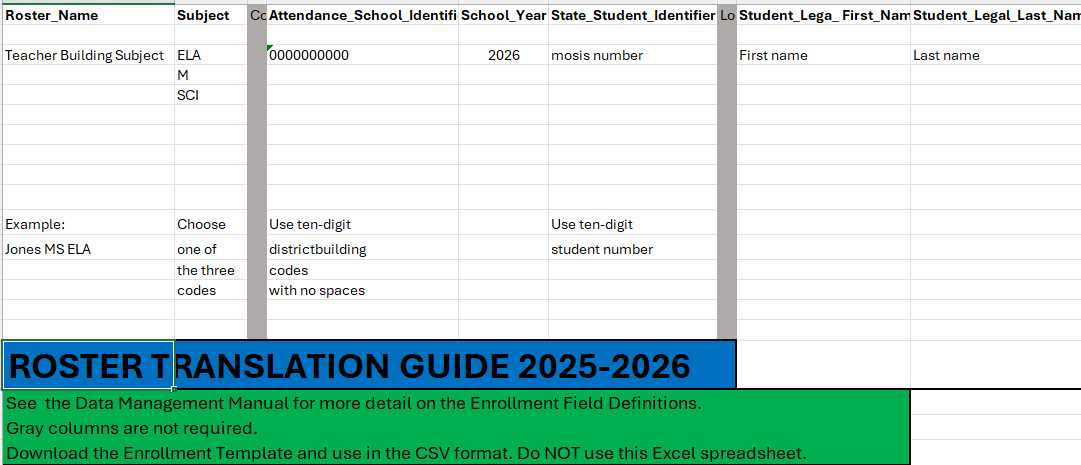 Roster_Name Subject Co Attendance_School_Identifi School_Year State_Student_Identifier Lo Student_Lega_ First_Nam Student_Legal_Last_Nam
Teacher Building Subject ELA 0000000000 2026 mosis number First name Last name
M
SCI
Example: Choose Use ten-digit Use ten-digit
Jones MS ELA one of districtbuilding student number
the three codes
codes with no spaces
ROSTER TRANSLATION GUIDE 2025-2026
See the Data Management Manual for more detail on the Enrollment Field Definitions.
Gray columns are not required.
Download the Enrollment Template and use in the CSV format. Do NOT use this Excel spreadsheet.